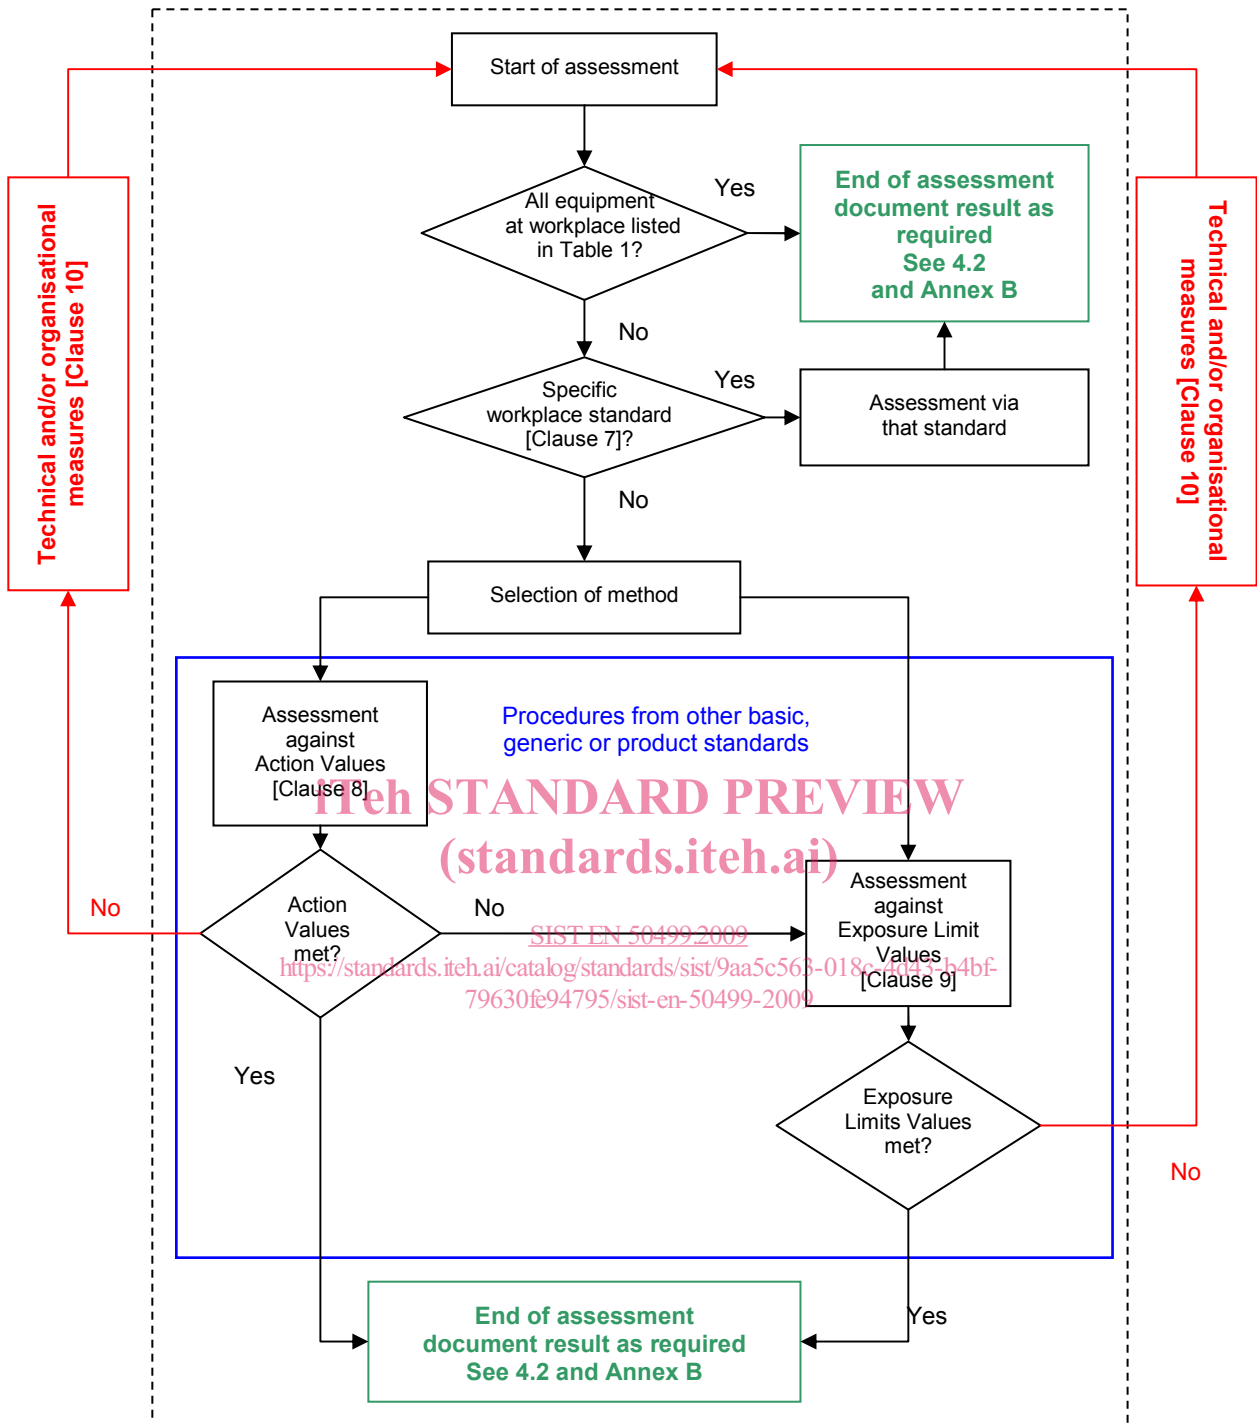 Start of assessment
All equipment
at workplace listed
in Table 1?
Yes
End of assessment
document result as
required
See 4.2
and Annex B
Technical and/or organisational
measures [Clause 10]
Technical and/or organisational
measures [Clause 10]
No
Specific
workplace standard
[Clause 7]?
Yes
Assessment via
that standard
No
Selection of method
Assessment
against
Action Values
[Clause 8]
Procedures from other basic,
generic or product standards
iTeh STANDARD PREVIEW
(standards.iteh.ai)
Assessment
against
Exposure Limit
Values
[Clause 9]
No
Action
Values
met?
No
SIST EN 50499:2009
https://standards.iteh.ai/catalog/standards/sist/9aa5c563-018c-4d43-b4bf-
79630fe94795/sist-en-50499-2009
Yes
Exposure
Limits Values
met?
No
Yes
End of assessment
document result as required
See 4.2 and Annex B